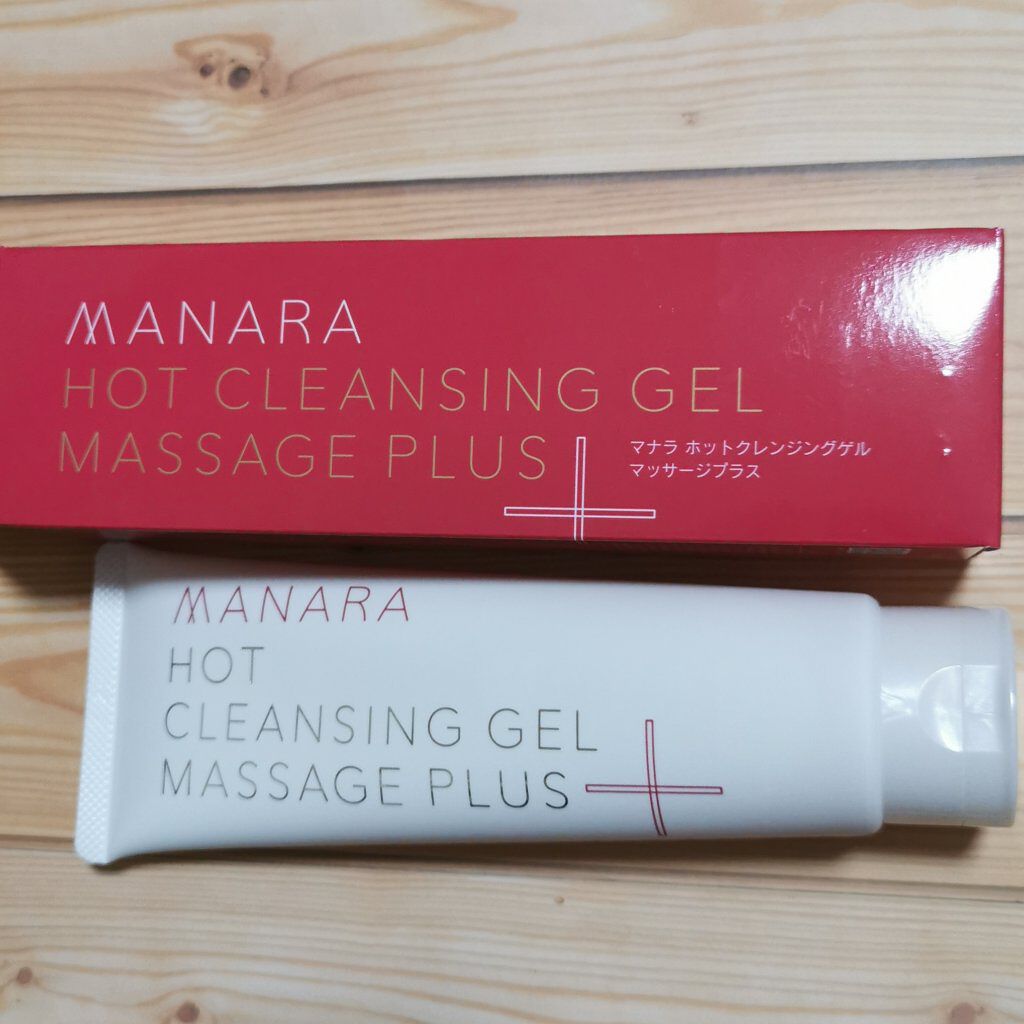 MANARA
HOT CLEANSING GEL
MASSAGE PLUS
マナラ ホットクレンジングゲル
マッサージプラス
MANARA
HOT
CLEANSING GEL
MASSAGE PLUS